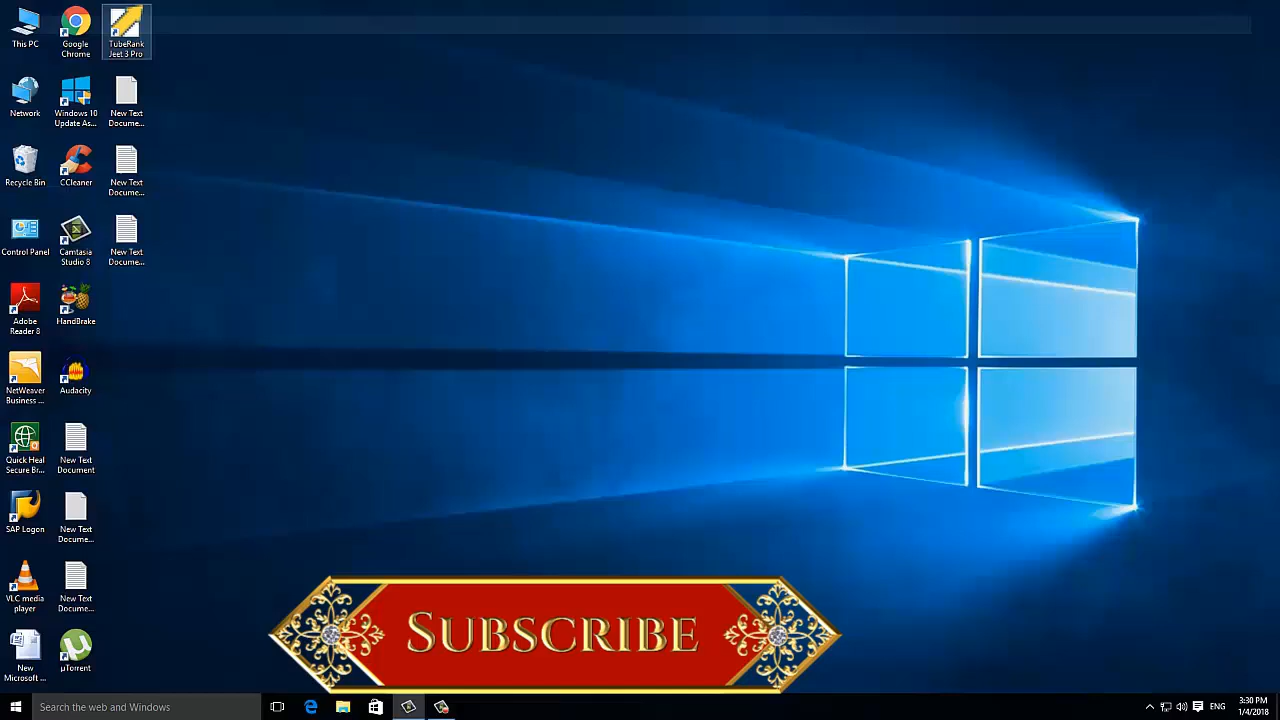 This PC
Google
Chrome
TubeRank
Jeet 3 Pro
Network
Windows 10
Update As...
New Text
Docume...
Recycle Bin
CCleaner
New Text
Docume...
Control Panel
Camtasia
Studio 8
New Text
Docume...
Adobe
Reader 8
HandBrake
NetWeaver
Business ...
Audacity
Quick Heal
Secure Br...
New Text
Document
SAP Logon
New Text
Docume...
VLC media
player
New Text
Docume...
New
Microsoft ...
µTorrent
SUBSCRIBE
Search the web and Windows
ENG
3:30 PM
1/4/2018